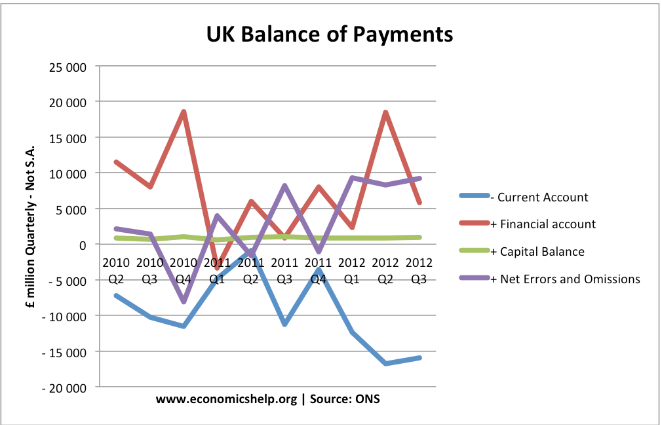 UK Balance of Payments
£ million Quarterly - Not S.A.
25 000
20 000
15 000
10 000
5 000
0
- 5 000
- 10 000
- 15 000
- 20 000
2010 Q2
2010 Q3
2010 Q4
2011 Q1
2011 Q2
2011 Q3
2011 Q4
2012 Q1
2012 Q2
2012 Q3
- Current Account
+ Financial account
+ Capital Balance
+ Net Errors and Omissions
www.economicshelp.org | Source: ONS